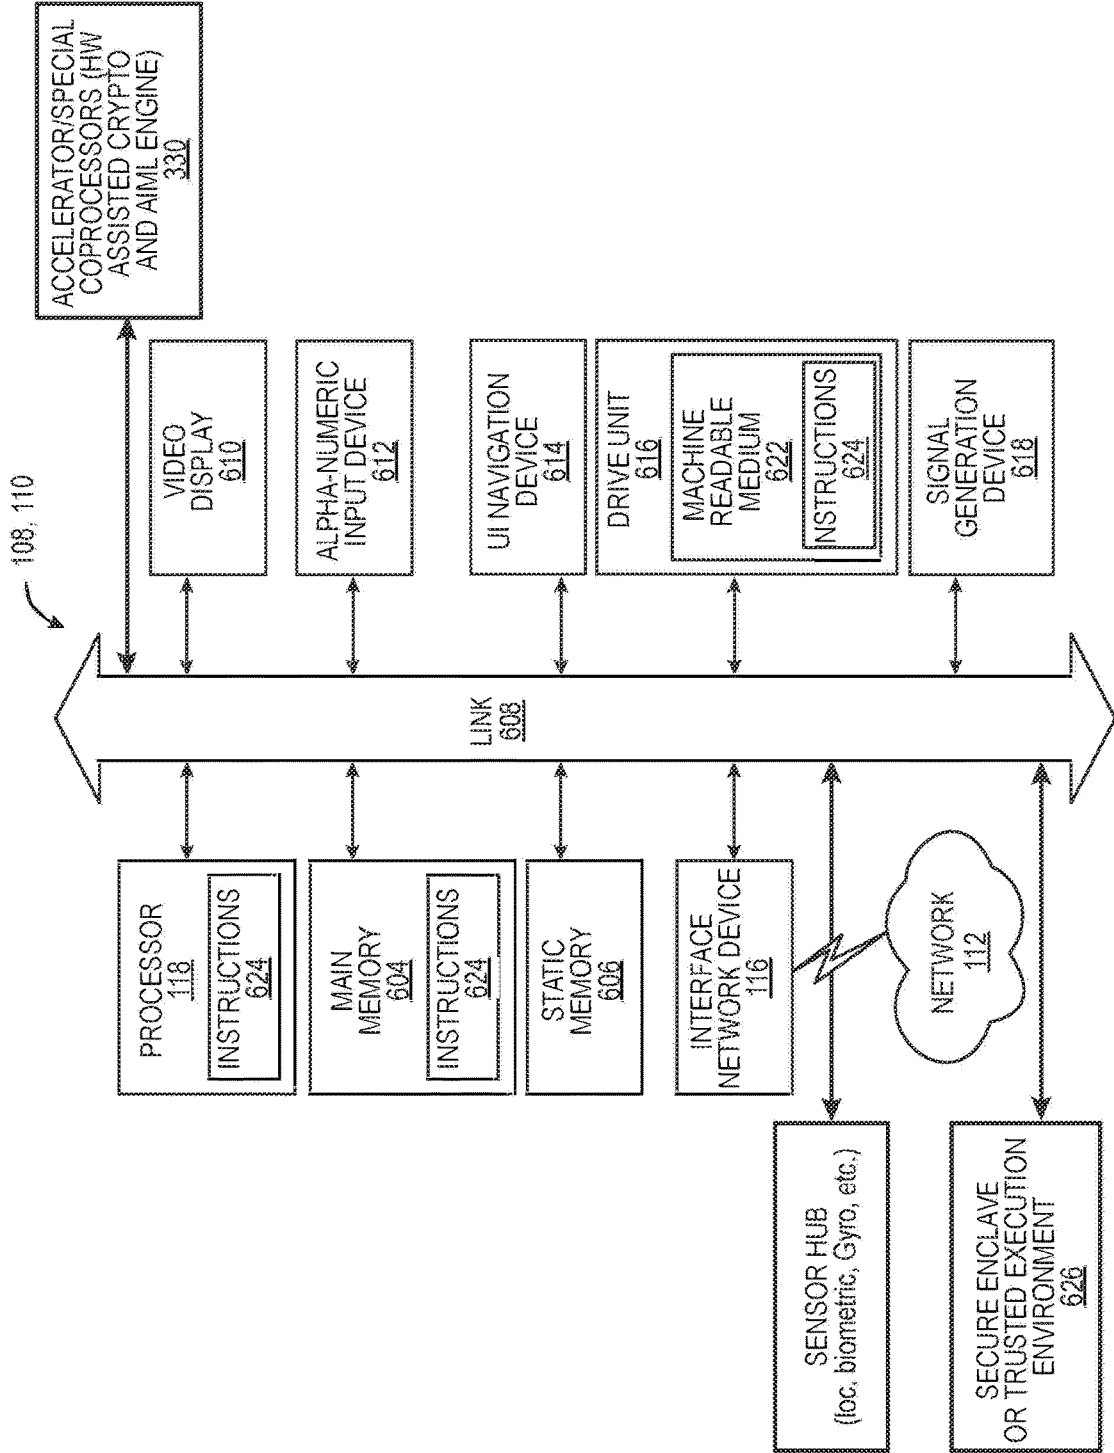 108, 110
PROCESSOR
118
INSTRUCTIONS
624
MAIN
MEMORY
604
INSTRUCTIONS
624
STATIC
MEMORY
606
INTERFACE
NETWORK DEVICE
116
NETWORK
112
SENSOR HUB
(loc, biometric, Gyro, etc.)
SECURE ENCLAVE
OR TRUSTED EXECUTION
ENVIRONMENT
626
LINK
608
ACCELERATOR/SPECIAL
COPROCESSORS (HW
ASSISTED CRYPTO
AND AIML ENGINE)
330
VIDEO
DISPLAY
610
ALPHA-NUMERIC
INPUT DEVICE
612
UI NAVIGATION
DEVICE
614
DRIVE UNIT
616
MACHINE
READABLE
MEDIUM
622
NSTRUCTIONS
624
SIGNAL
GENERATION
DEVICE
618